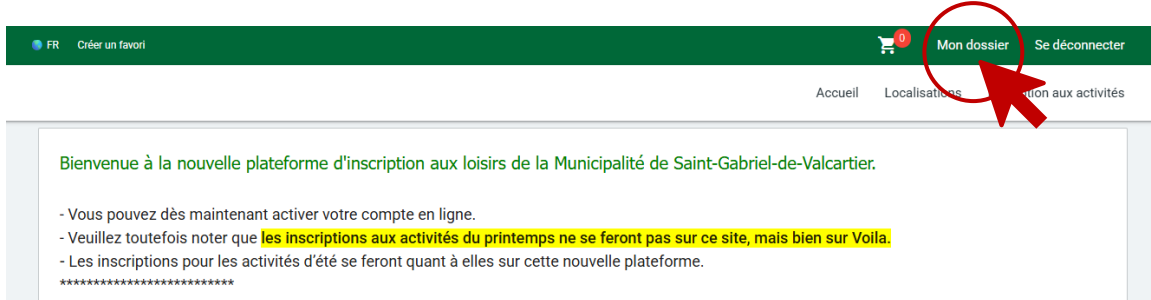 FR Créer un favori 0 Mon dossier Se déconnecter
Accueil Localisations tion aux activités
Bienvenue à la nouvelle plateforme d'inscription aux loisirs de la Municipalité de Saint-Gabriel-de-Valcartier.
- Vous pouvez dès maintenant activer votre compte en ligne.
- Veuillez toutefois noter que les inscriptions aux activités du printemps ne se feront pas sur ce site, mais bien sur Voila.
- Les inscriptions pour les activités d'été se feront quant à elles sur cette nouvelle plateforme.
**************************